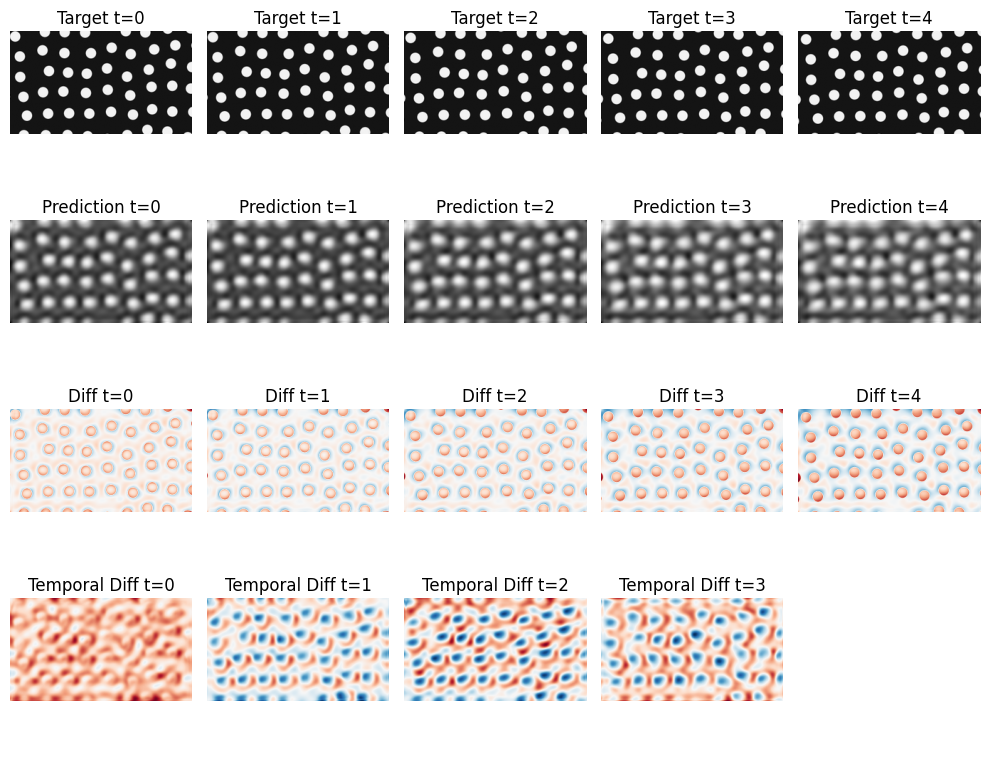 Target t=0 Target t=1 Target t=2 Target t=3 Target t=4
Prediction t=0 Prediction t=1 Prediction t=2 Prediction t=3 Prediction t=4
Diff t=0 Diff t=1 Diff t=2 Diff t=3 Diff t=4
Temporal Diff t=0 Temporal Diff t=1 Temporal Diff t=2 Temporal Diff t=3